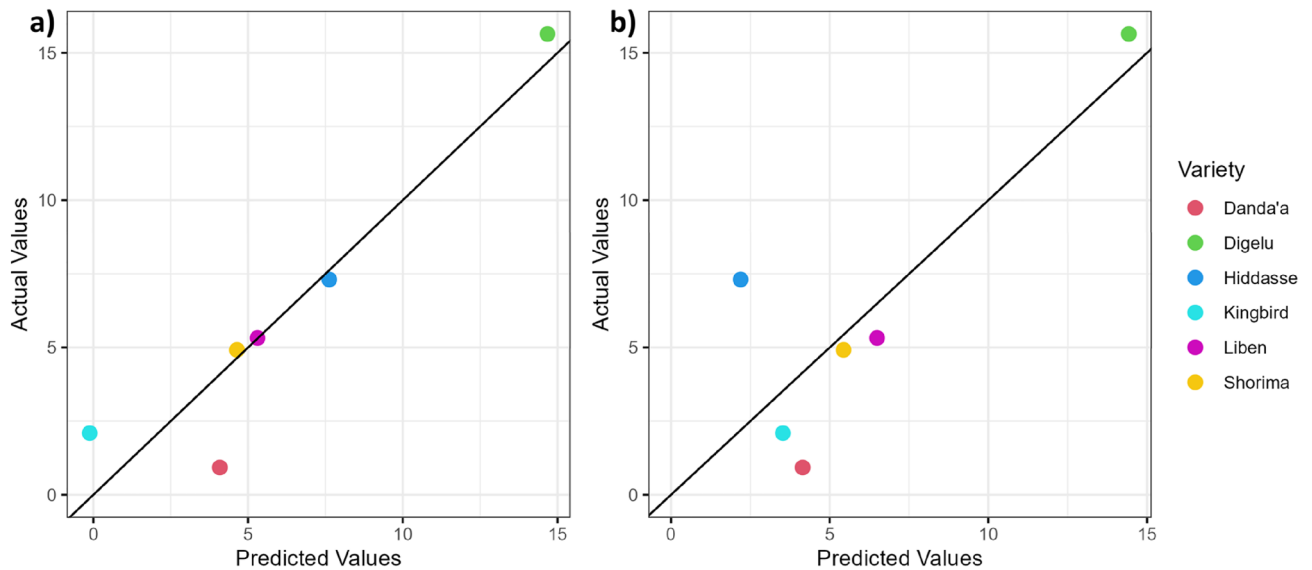 a)
15
10
5
0
0
5
10
15
Actual Values
Predicted Values
b)
15
10
5
0
0
5
10
15
Actual Values
Predicted Values
Variety
Danda'a
Digelu
Hiddasse
Kingbird
Liben
Shorima